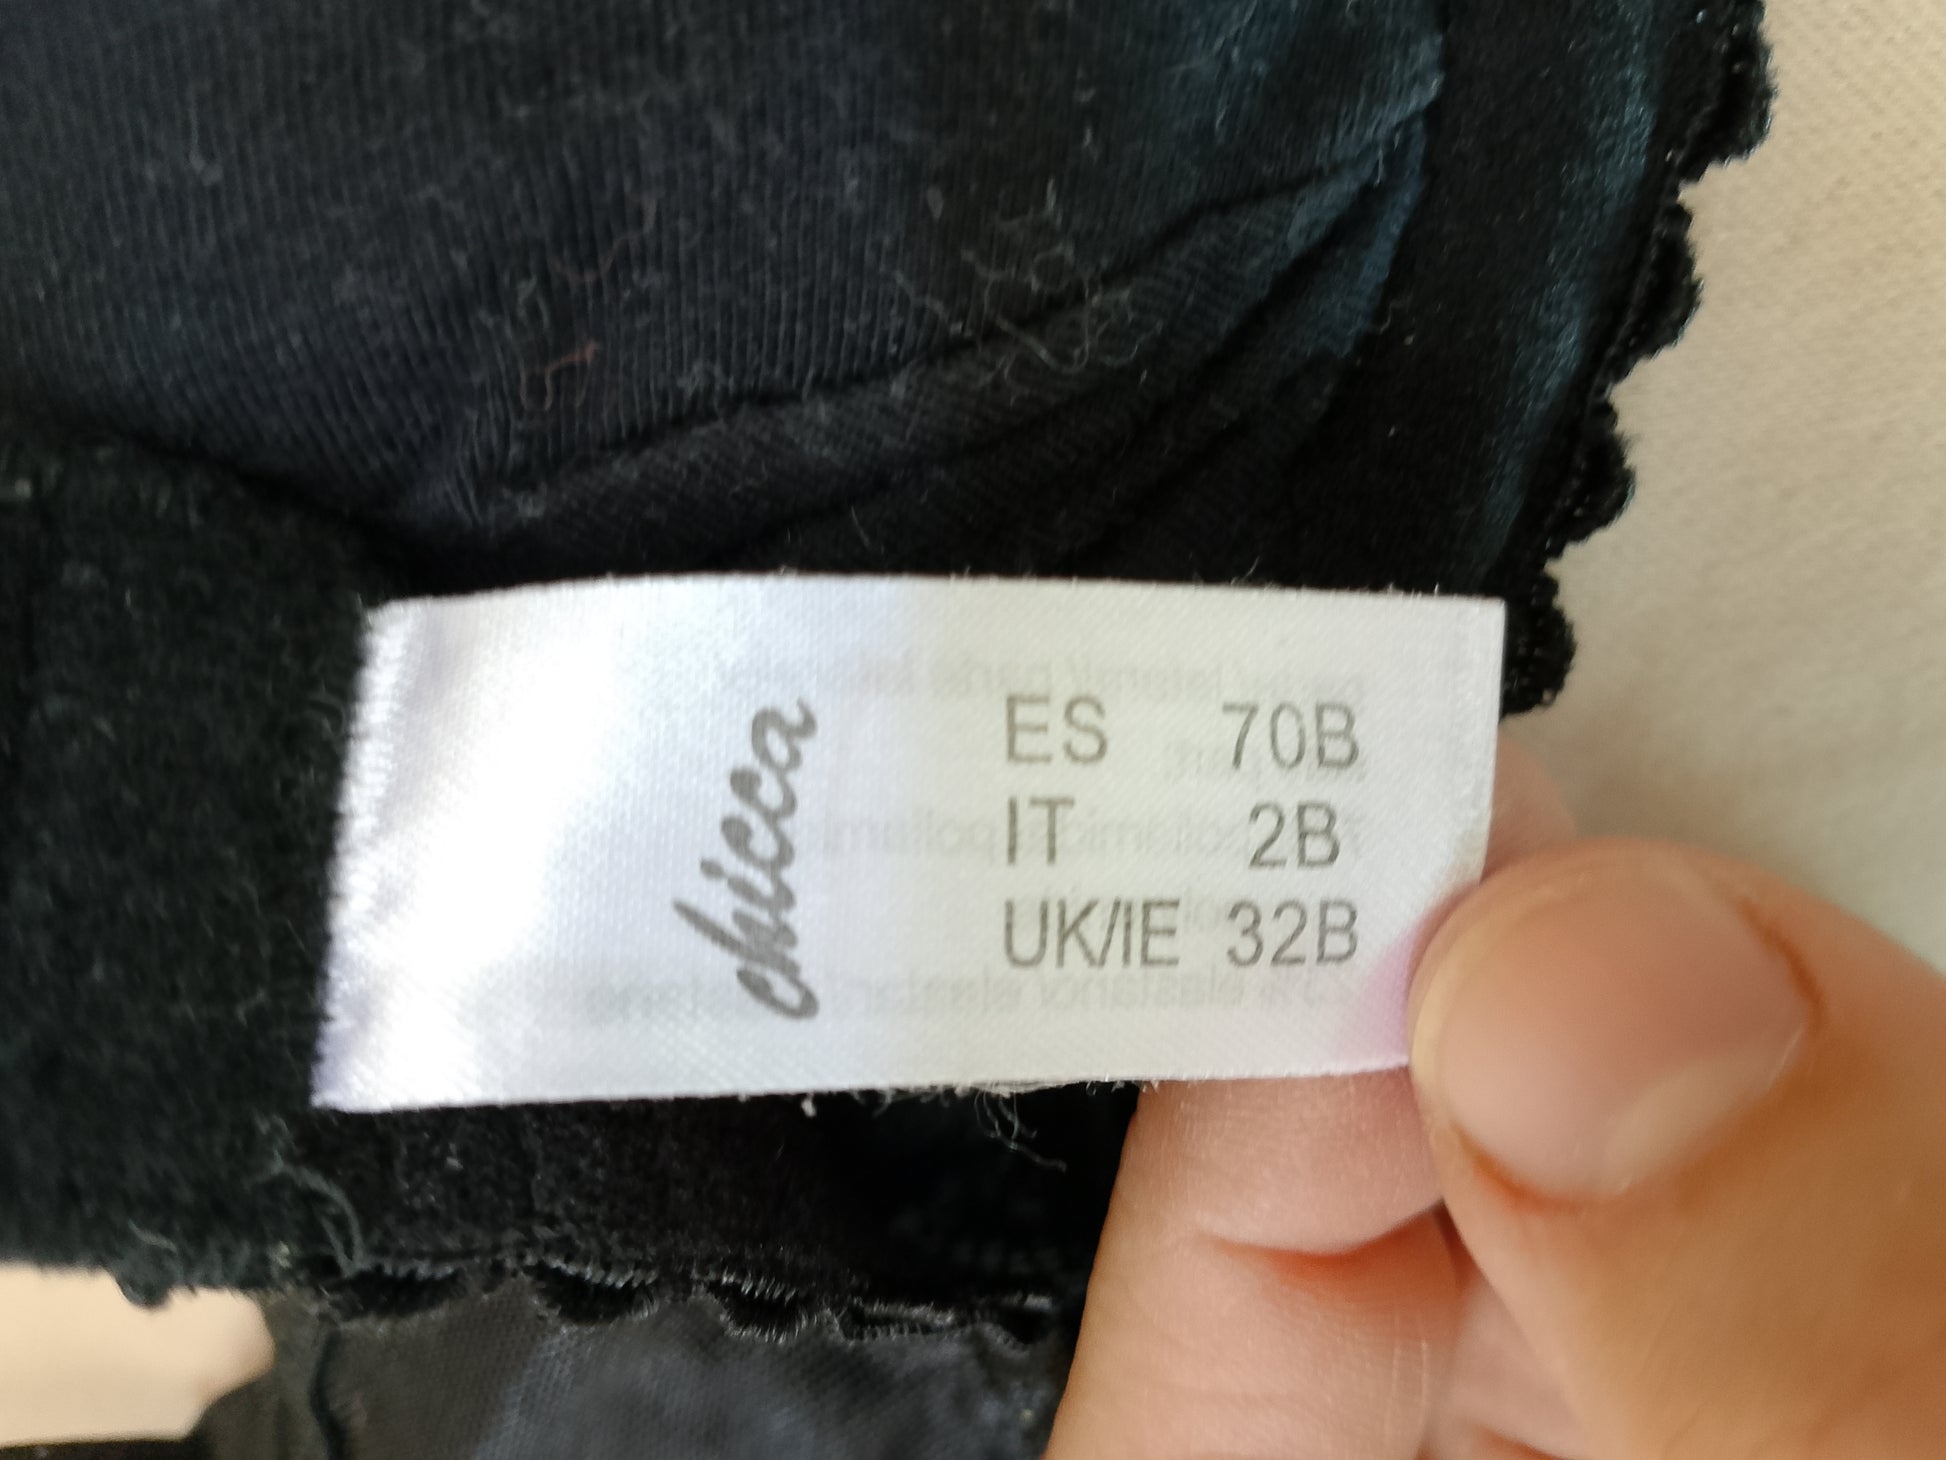 chicca
ES 70B
IT 2B
UK/IE 32B